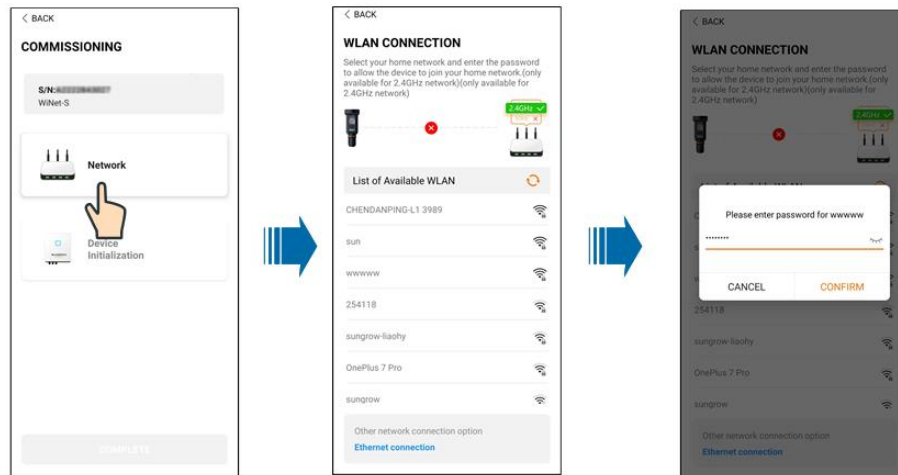 < BACK
COMMISSIONING
S/N:
WiNet-S
Network
Device
Initialization
COMPLETE
< BACK
WLAN CONNECTION
Select your home network and enter the password
to allow the device to join your home network.(only
available for 2.4GHz network)(only available for
2.4GHz network)
2.4GHz
List of Available WLAN
CHENDANPING-L1 3989
sun
wwwww
254118
sungrow-liaohy
OnePlus 7 Pro
sungrow
Other network connection option
Ethernet connection
< BACK
WLAN CONNECTION
Select your home network and enter the password
to allow the device to join your home network.(only
available for 2.4GHz network)(only available for
2.4GHz network)
2.4GHz
Please enter password for wwwww
········
CANCEL
CONFIRM
254118
sungrow-liaohy
OnePlus 7 Pro
sungrow
Other network connection option
Ethernet connection